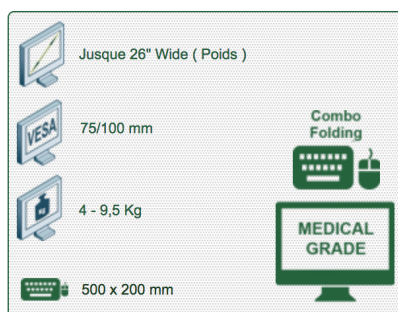 Jusque 26" Wide ( Poids )
VESA
75/100 mm
Combo
Folding
KG
4 - 9,5 Kg
MEDICAL
GRADE
500 x 200 mm